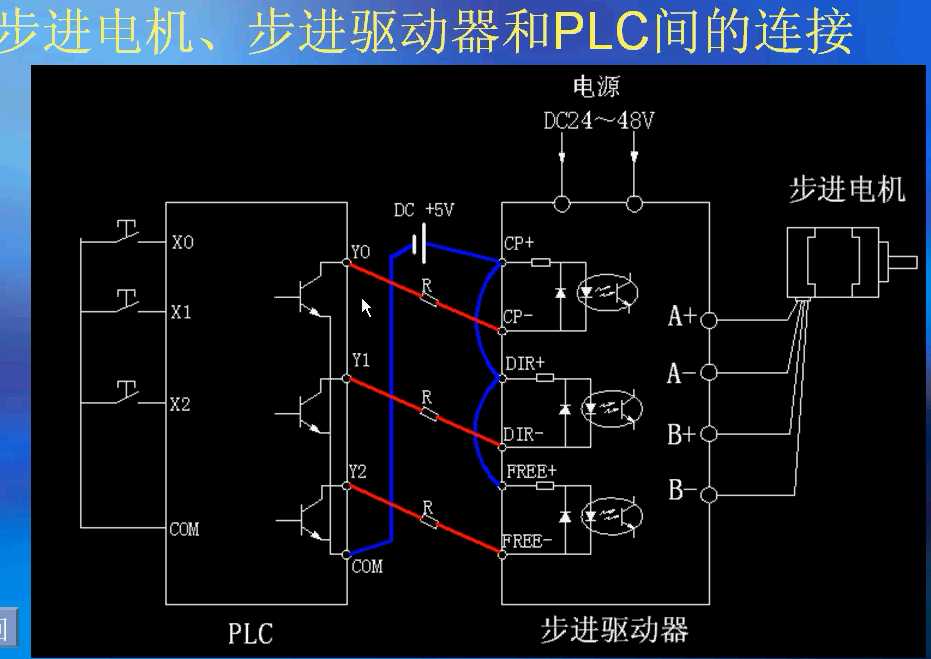 步进电机、步进驱动器和PLC间的连接
电源
DC24～48V
步进电机
DC +5V
X0
Y0
CP+
R
X1
CP-
A+
Y1
DIR+
A-
X2
R
DIR-
B+
Y2
FREE+
B-
R
COM
FREE-
COM
PLC
步进驱动器
回